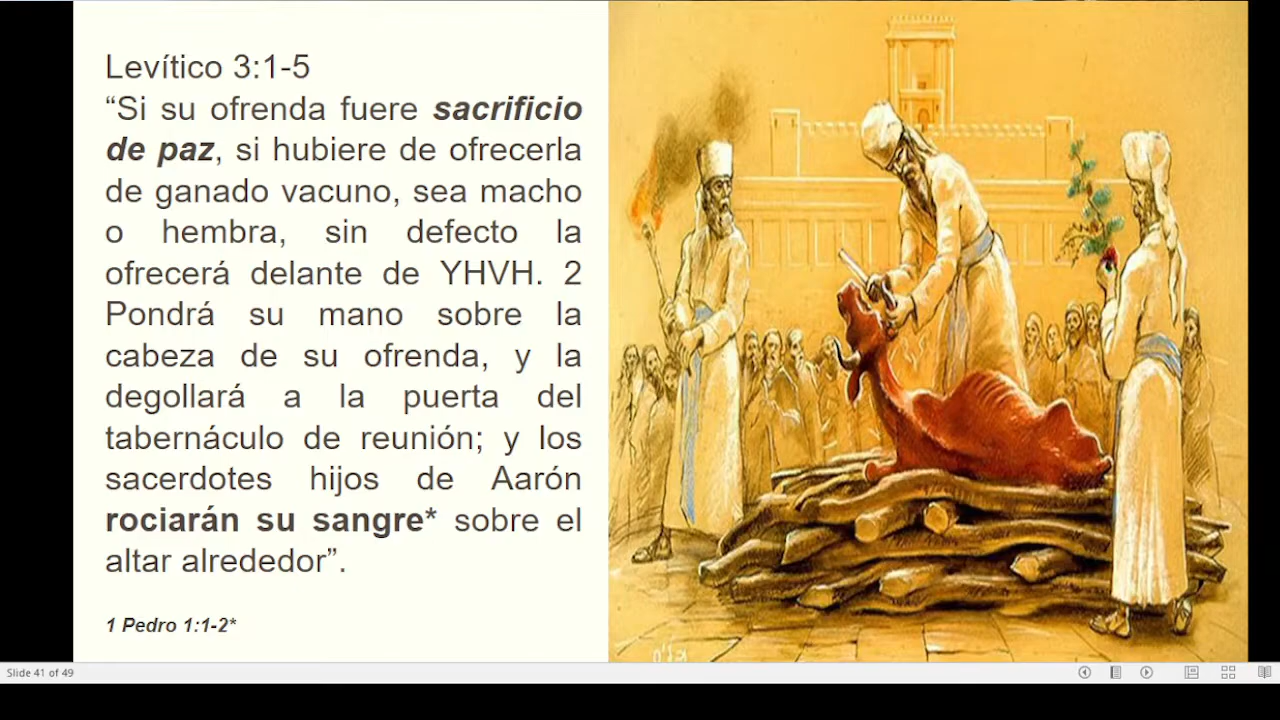 Levítico 3:1-5
“Si su ofrenda fuere sacrificio
de paz, si hubiere de ofrecerla
de ganado vacuno, sea macho
o hembra, sin defecto la
ofrecerá delante de YHVH. 2
Pondrá su mano sobre la
cabeza de su ofrenda, y la
degollará a la puerta del
tabernáculo de reunión; y los
sacerdotes hijos de Aarón
rociarán su sangre* sobre el
altar alrededor”.
1 Pedro 1:1-2*
Slide 41 of 49